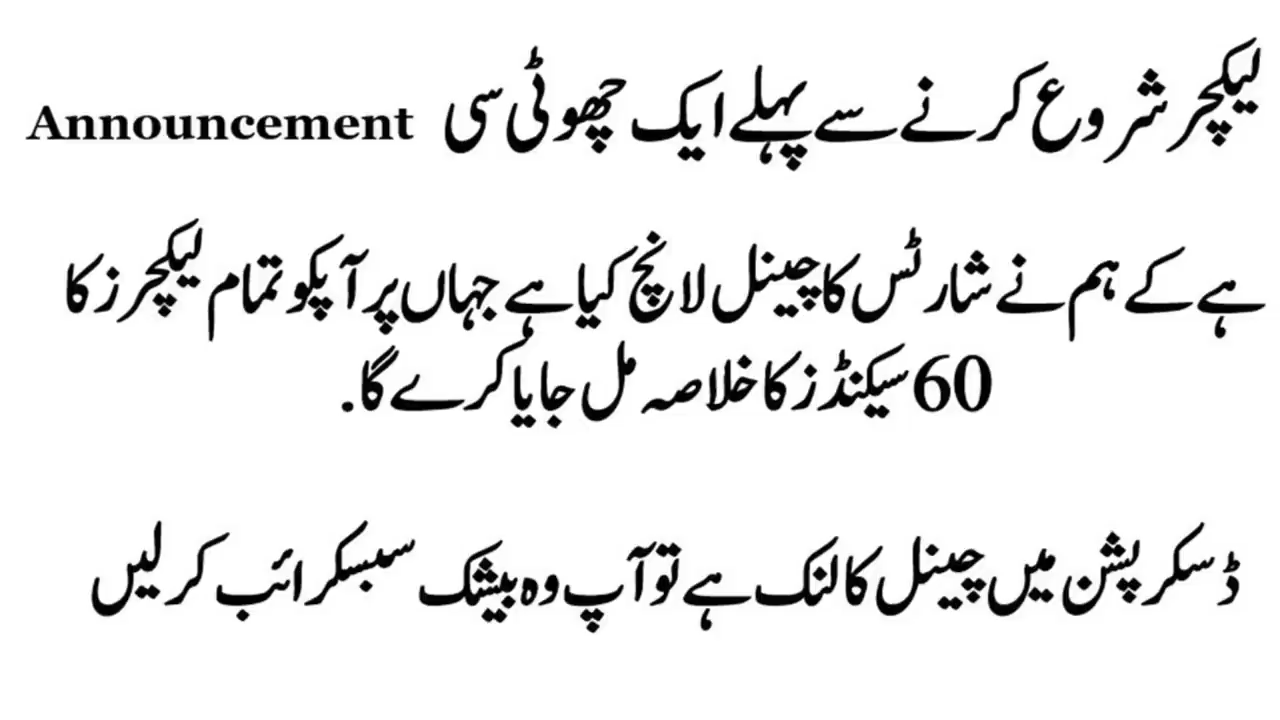 لیکچر شروع کرنے سے پہلے ایک چھوٹی سی Announcement
ہے کے ہم نے شارٹس کا چینل لانچ کیا ہے جہاں پر آپکو تمام لیکچرز کا
60 سیکنڈز کا خلاصہ مل جایا کرے گا.
ڈسکرپشن میں چینل کا لنک ہے تو آپ وہ بیشک سبسکرائب کر لیں